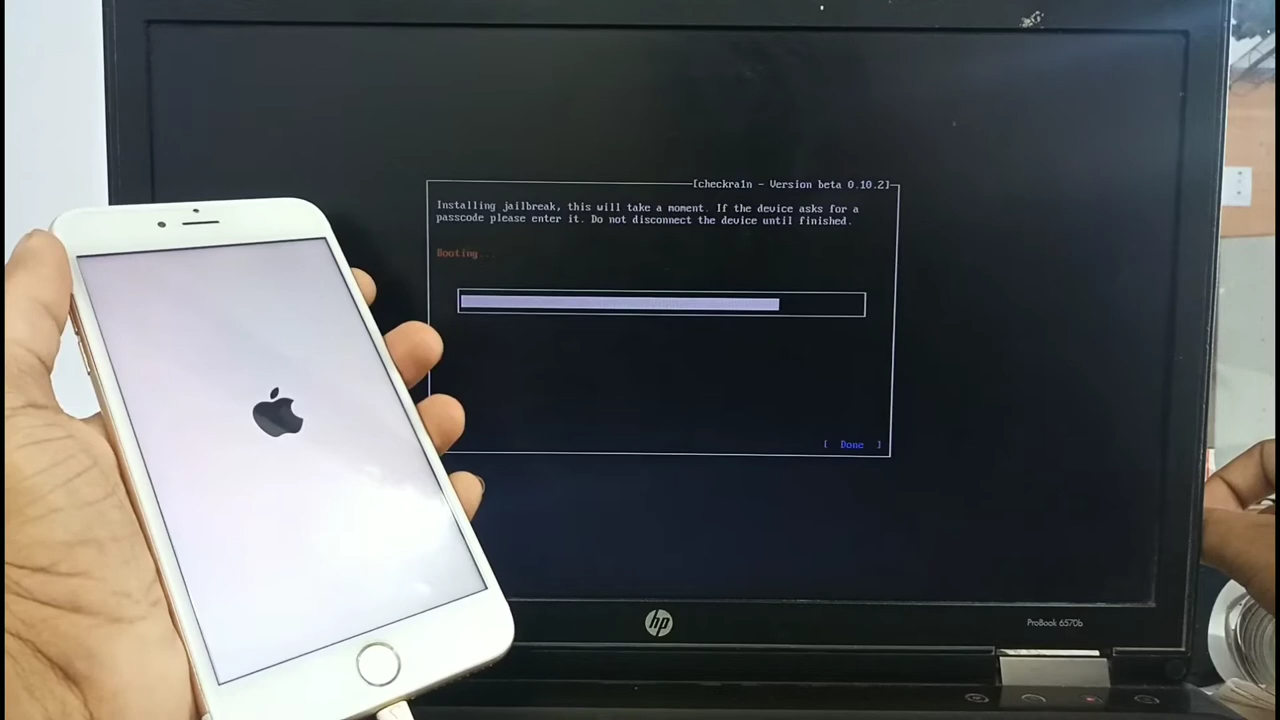 [checkra1n - Version beta 0.10.2]
Installing jailbreak, this will take a moment. If the device asks for a
passcode please enter it. Do not disconnect the device until finished.
Booting...
[ Done ]
hp
ProBook 6570b